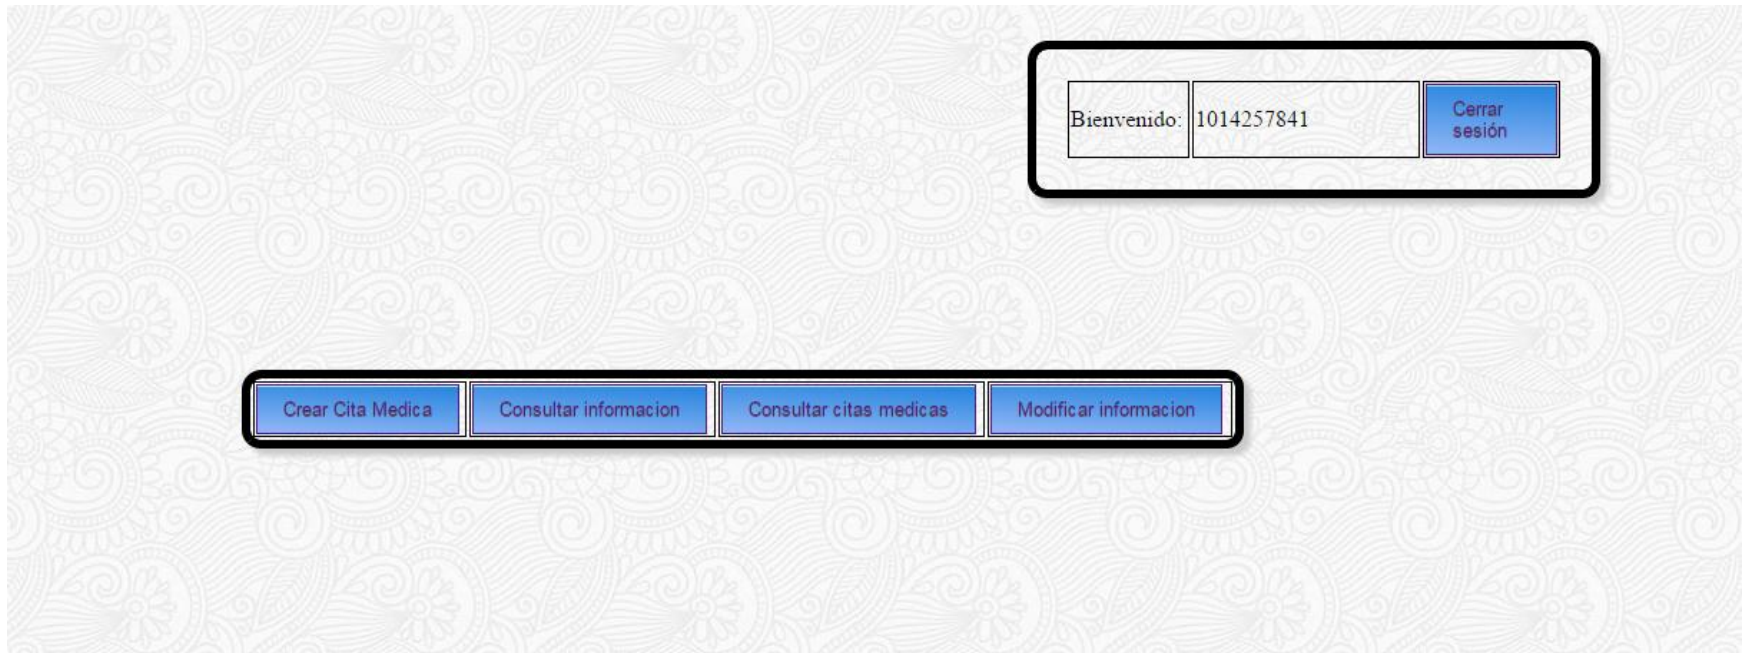 Bienvenido: 1014257841 Cerrar
sesión
Crear Cita Medica Consultar informacion Consultar citas medicas Modificar informacion